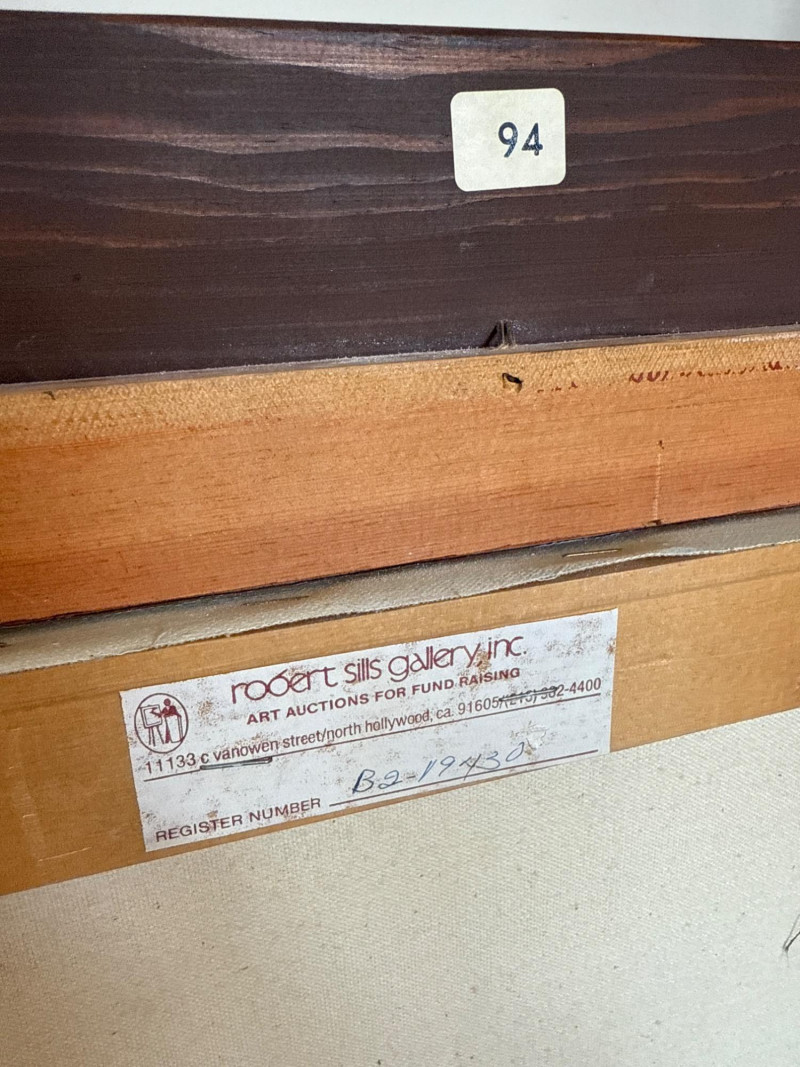 94
robert sills gallery, inc.
ART AUCTIONS FOR FUND RAISING
11133 c vanowen street/north hollywood, ca. 91605/(213) 982-4400
REGISTER NUMBER B2-19430